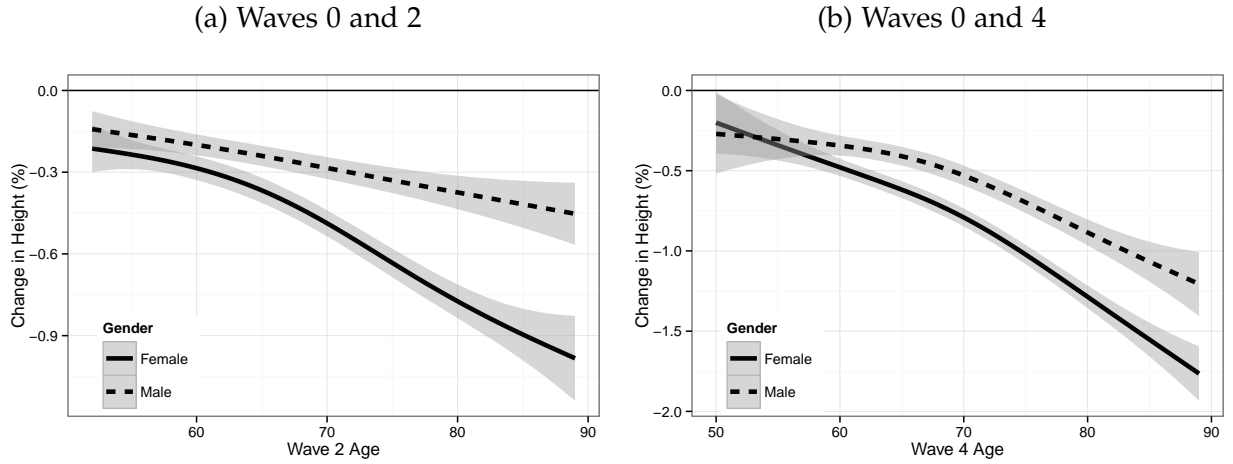 (a) Waves 0 and 2
0.0
−0.3
−0.6
−0.9
Change in Height (%)
Gender
Female
Male
60 70 80 90
Wave 2 Age
(b) Waves 0 and 4
0.0
−0.5
−1.0
−1.5
−2.0
Change in Height (%)
Gender
Female
Male
50 60 70 80 90
Wave 4 Age